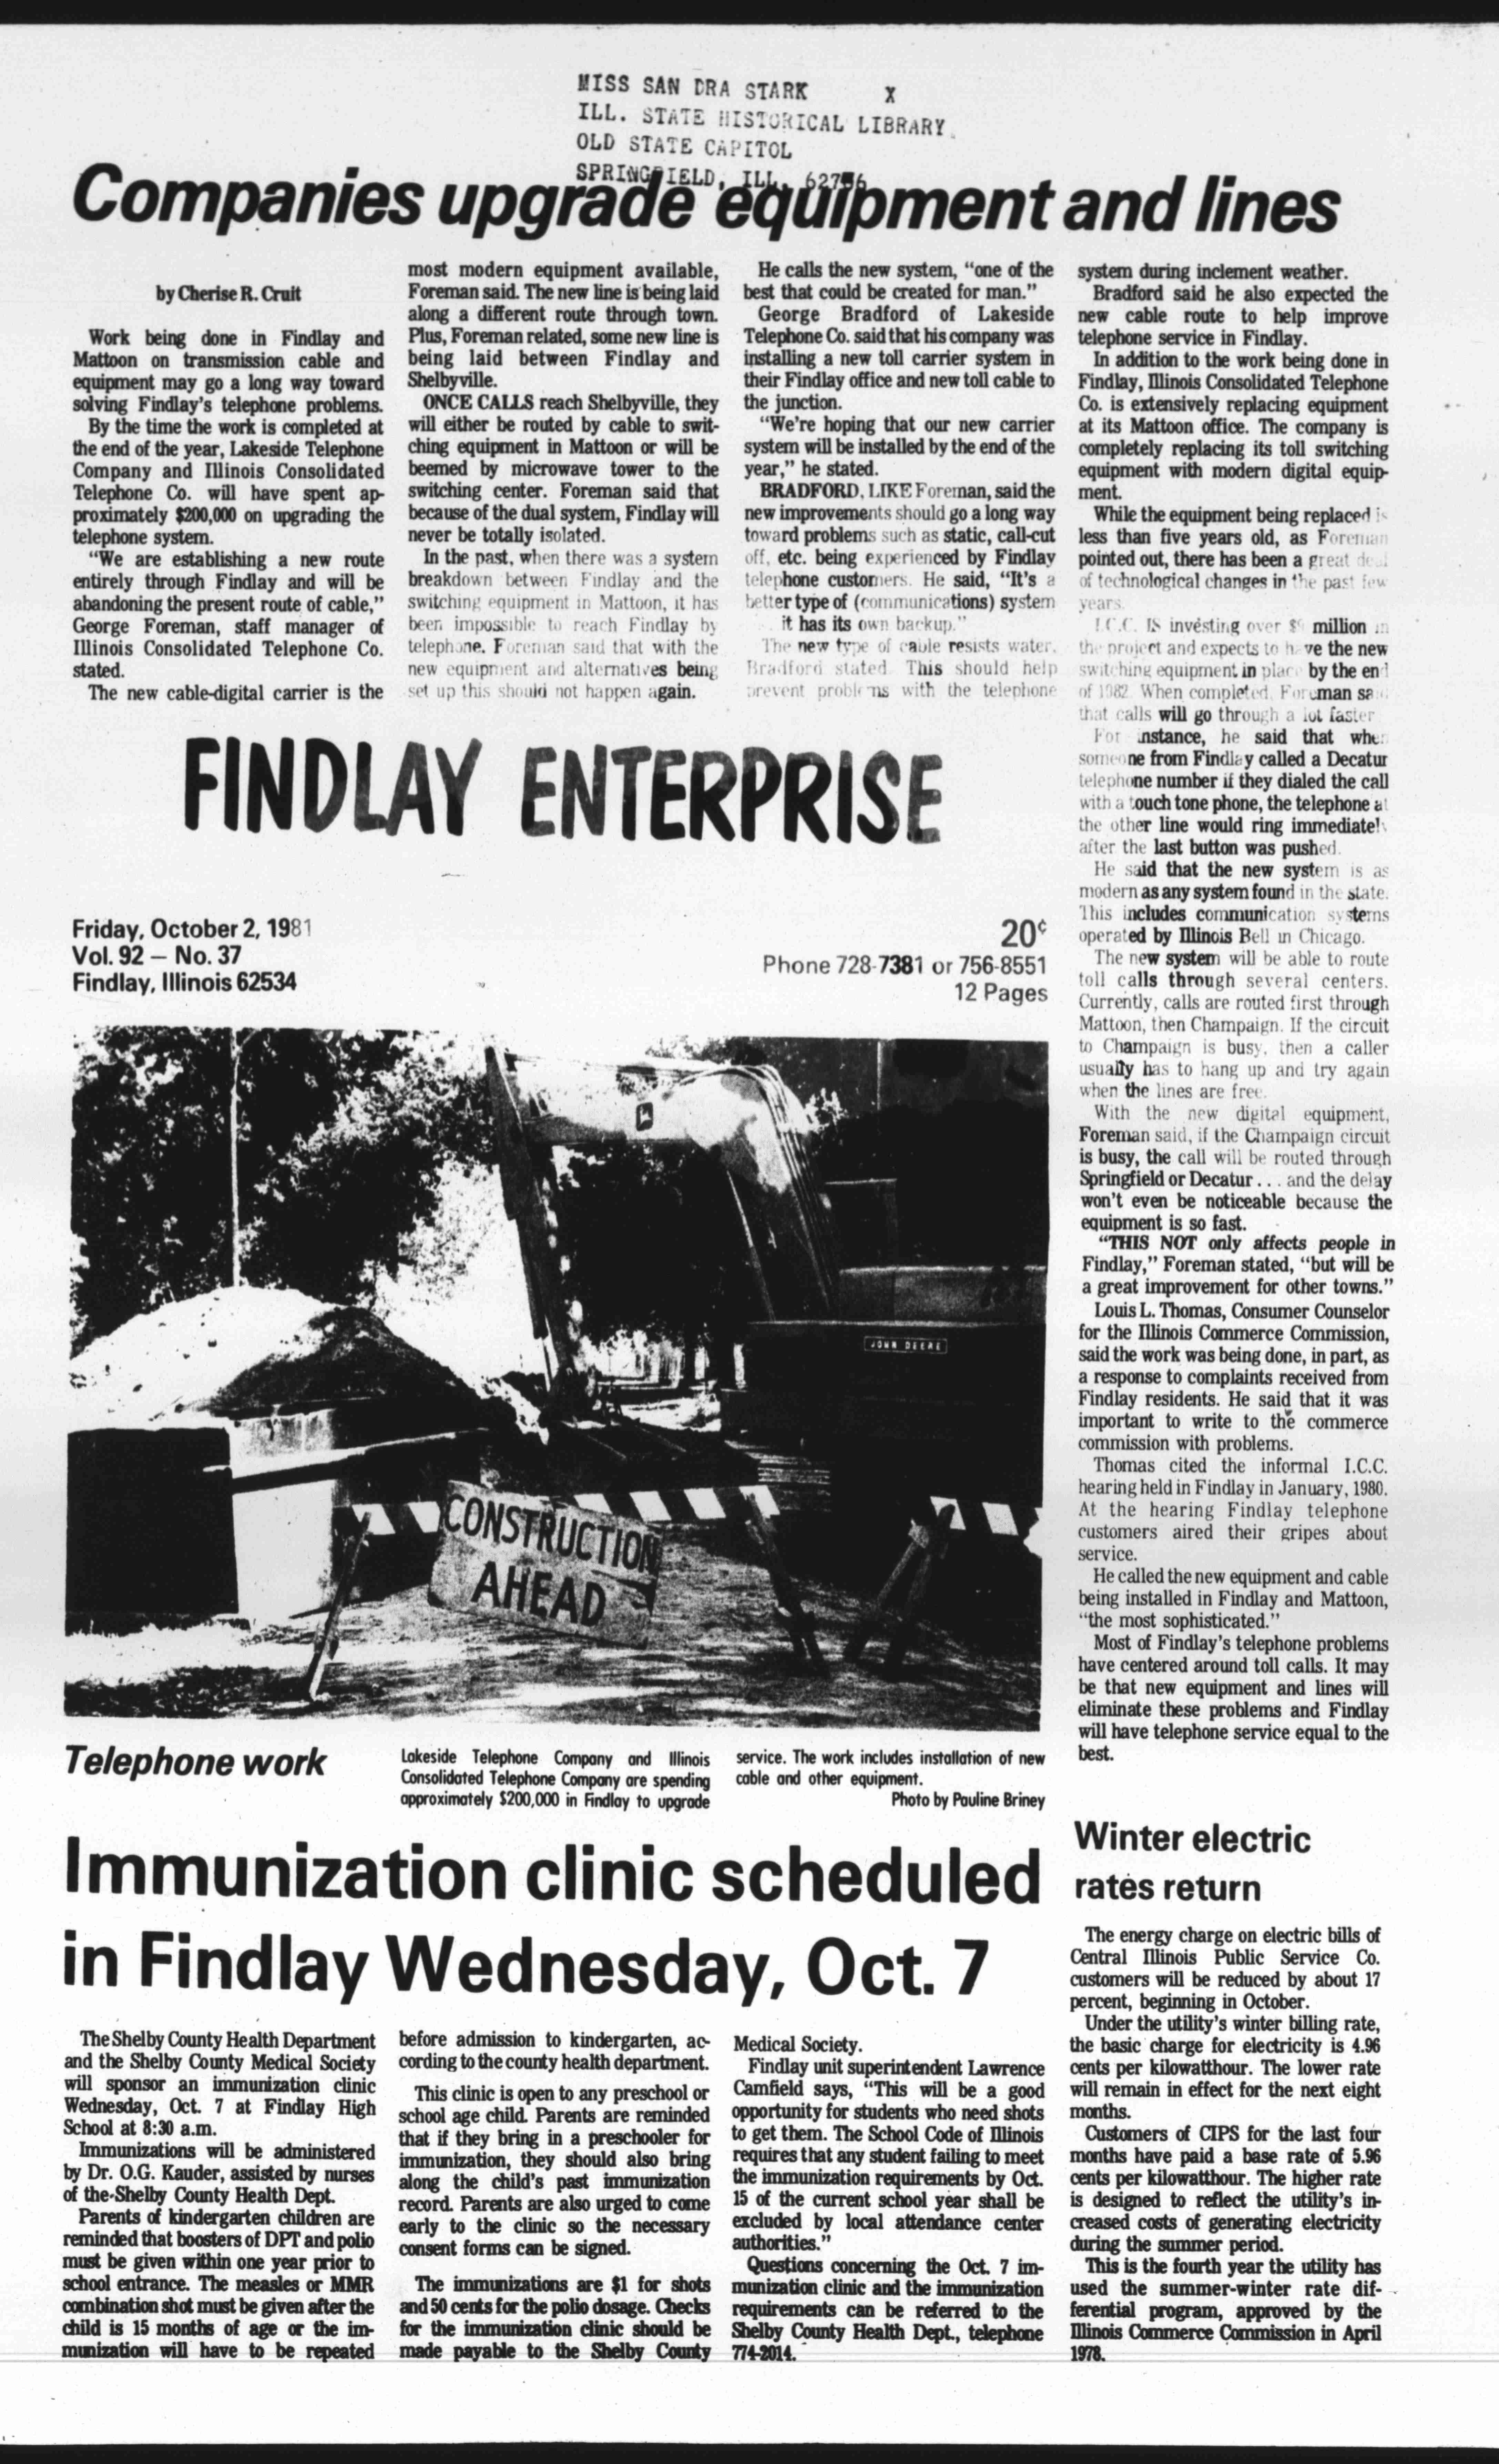 MISS SAN DRA STARK X
ILL. STATE HISTORICAL LIBRARY
OLD STATE CAPITOL
SPRINGFIELD, ILL. 62706
Companies upgrade equipment and lines
by Cherise R. Cruit
Work being done in Findlay and
Mattoon on transmission cable and
equipment may go a long way toward
solving Findlay's telephone problems.
By the time the work is completed at
the end of the year, Lakeside Telephone
Company and Illinois Consolidated
Telephone Co. will have spent ap-
proximately $200,000 on upgrading the
telephone system.
"We are establishing a new route
entirely through Findlay and will be
abandoning the present route of cable,"
George Foreman, staff manager of
Illinois Consolidated Telephone Co.
stated.
The new cable-digital carrier is the
most modern equipment available,
Foreman said. The new line is being laid
along a different route through town.
Plus, Foreman related, some new line is
being laid between Findlay and
Shelbyville.
ONCE CALLS reach Shelbyville, they
will either be routed by cable to swit-
ching equipment in Mattoon or will be
beemed by microwave tower to the
switching center. Foreman said that
because of the dual system, Findlay will
never be totally isolated.
In the past, when there was a system
breakdown between Findlay and the
switching equipment in Mattoon, it has
been impossible to reach Findlay by
telephone. Foreman said that with the
new equipment and alternatives being
set up this should not happen again.
He calls the new system, "one of the
best that could be created for man."
George Bradford of Lakeside
Telephone Co. said that his company was
installing a new toll carrier system in
their Findlay office and new toll cable to
the junction.
"We're hoping that our new carrier
system will be installed by the end of the
year," he stated.
BRADFORD, LIKE Foreman, said the
new improvements should go a long way
toward problems such as static, call-cut
off, etc. being experienced by Findlay
telephone customers. He said, "It's a
better type of (communications) system
. . it has its own backup."
The new type of cable resists water,
Bradford stated. This should help
prevent problems with the telephone
system during inclement weather.
Bradford said he also expected the
new cable route to help improve
telephone service in Findlay.
In addition to the work being done in
Findlay, Illinois Consolidated Telephone
Co. is extensively replacing equipment
at its Mattoon office. The company is
completely replacing its toll switching
equipment with modern digital equip-
ment.
While the equipment being replaced is
less than five years old, as Foreman
pointed out, there has been a great deal
of technological changes in the past few
years.
I.C.C. IS investing over million in
the project and expects to have the new
switching equipment in place by the end
of 1982. When completed, Foreman said
that calls will go through a lot faster
For instance, he said that when
someone from Findlay called a Decatur
telephone number if they dialed the call
with a touch tone phone, the telephone at
the other line would ring immediately
after the last button was pushed.
He said that the new system is as
modern as any system found in the state.
This includes communication systems
operated by Illinois Bell in Chicago.
The new system will be able to route
toll calls through several centers.
Currently, calls are routed first through
Mattoon, then Champaign. If the circuit
to Champaign is busy, then a caller
usually has to hang up and try again
when the lines are free.
With the new digital equipment,
Foreman said, if the Champaign circuit
is busy, the call will be routed through
Springfield or Decatur . . . and the delay
won't even be noticeable because the
equipment is so fast.
"THIS NOT only affects people in
Findlay," Foreman stated, "but will be
a great improvement for other towns."
Louis L. Thomas, Consumer Counselor
for the Illinois Commerce Commission,
said the work was being done, in part, as
a response to complaints received from
Findlay residents. He said that it was
important to write to the commerce
commission with problems.
Thomas cited the informal I.C.C.
hearing held in Findlay in January, 1980.
At the hearing Findlay telephone
customers aired their gripes about
service.
He called the new equipment and cable
being installed in Findlay and Mattoon,
"the most sophisticated."
Most of Findlay's telephone problems
have centered around toll calls. It may
be that new equipment and lines will
eliminate these problems and Findlay
will have telephone service equal to the
best.
FINDLAY ENTERPRISE
Friday, October 2, 1981
Vol. 92 — No. 37
Findlay, Illinois 62534
20¢
Phone 728-7381 or 756-8551
12 Pages
JOHN DEERE
CONSTRUCTION
AHEAD
Telephone work
Lakeside Telephone Company and Illinois
Consolidated Telephone Company are spending
approximately $200,000 in Findlay to upgrade
service. The work includes installation of new
cable and other equipment.
Photo by Pauline Briney
Immunization clinic scheduled
in Findlay Wednesday, Oct. 7
The Shelby County Health Department
and the Shelby County Medical Society
will sponsor an immunization clinic
Wednesday, Oct. 7 at Findlay High
School at 8:30 a.m.
Immunizations will be administered
by Dr. O.G. Kauder, assisted by nurses
of the Shelby County Health Dept.
Parents of kindergarten children are
reminded that boosters of DPT and polio
must be given within one year prior to
school entrance. The measles or MMR
combination shot must be given after the
child is 15 months of age or the im-
munization will have to be repeated
before admission to kindergarten, ac-
cording to the county health department.
This clinic is open to any preschool or
school age child. Parents are reminded
that if they bring in a preschooler for
immunization, they should also bring
along the child's past immunization
record. Parents are also urged to come
early to the clinic so the necessary
consent forms can be signed.
The immunizations are $1 for shots
and 50 cents for the polio dosage. Checks
for the immunization clinic should be
made payable to the Shelby County
Medical Society.
Findlay unit superintendent Lawrence
Camfield says, "This will be a good
opportunity for students who need shots
to get them. The School Code of Illinois
requires that any student failing to meet
the immunization requirements by Oct.
15 of the current school year shall be
excluded by local attendance center
authorities."
Questions concerning the Oct. 7 im-
munization clinic and the immunization
requirements can be referred to the
Shelby County Health Dept., telephone
774-2014.
Winter electric
rates return
The energy charge on electric bills of
Central Illinois Public Service Co.
customers will be reduced by about 17
percent, beginning in October.
Under the utility's winter billing rate,
the basic charge for electricity is 4.96
cents per kilowatthour. The lower rate
will remain in effect for the next eight
months.
Customers of CIPS for the last four
months have paid a base rate of 5.96
cents per kilowatthour. The higher rate
is designed to reflect the utility's in-
creased costs of generating electricity
during the summer period.
This is the fourth year the utility has
used the summer-winter rate dif-
ferential program, approved by the
Illinois Commerce Commission in April
1978.